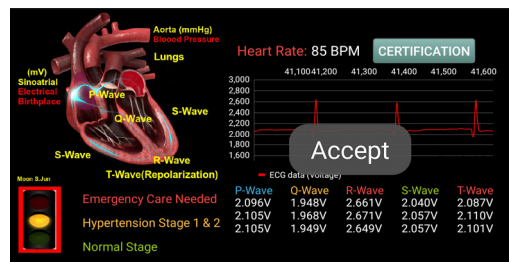 Aorta (mmHg)
Bloood Pressure
Lungs
(mV)
Sinoatrial
Electrical
Birthplace
P-Wave
Q-Wave
S-Wave
S-Wave
R-Wave
T-Wave(Repolarization)
Heart Rate: 85 BPM
CERTIFICATION
41,100 41,200 41,300 41,400 41,500 41,600
3,000
2,800
2,600
2,400
2,200
2,000
1,800
1,600
Accept
ECG data (Voltage)
Moon S.Jun
Emergency Care Needed
Hypertension Stage 1 & 2
Normal Stage
P-Wave Q-Wave R-Wave S-Wave T-Wave
2.096V 1.948V 2.661V 2.040V 2.087V
2.105V 1.968V 2.671V 2.057V 2.110V
2.105V 1.949V 2.649V 2.057V 2.101V